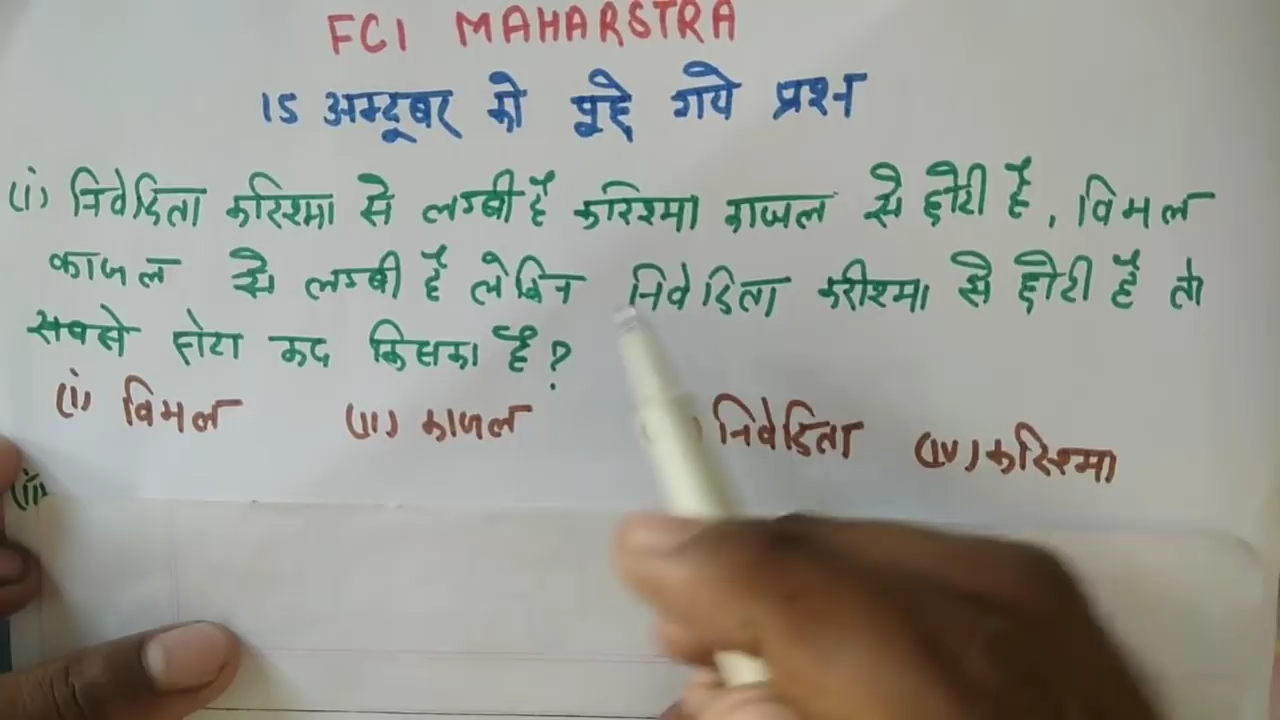 FCI MAHARSTRA
15 अक्टूबर को पूछे गये प्रश्न
(i) निवेडिता करिश्मा से लम्बी है करिश्मा काजल से छोटी है, विमल
काजल से लम्बी है लेकिन निवेडिता करीश्मा से छोटी है तो
सबसे छोटा कद किसका है?
(i) विमल (ii) काजल निवेडिता (iv) करिश्मा
(ii)